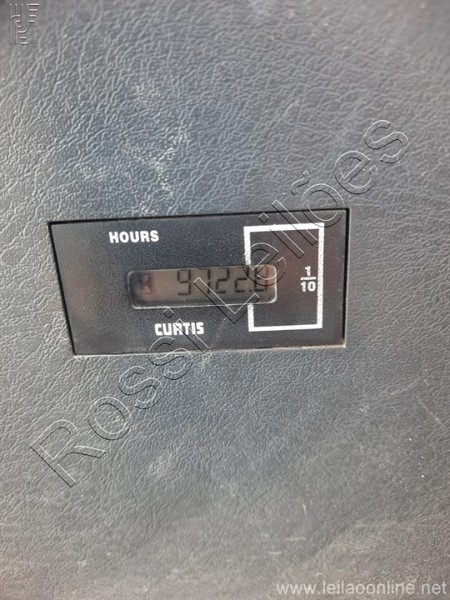 HOURS
1
10
CURTIS
Rossi Leilões
www.leilaoonline.net